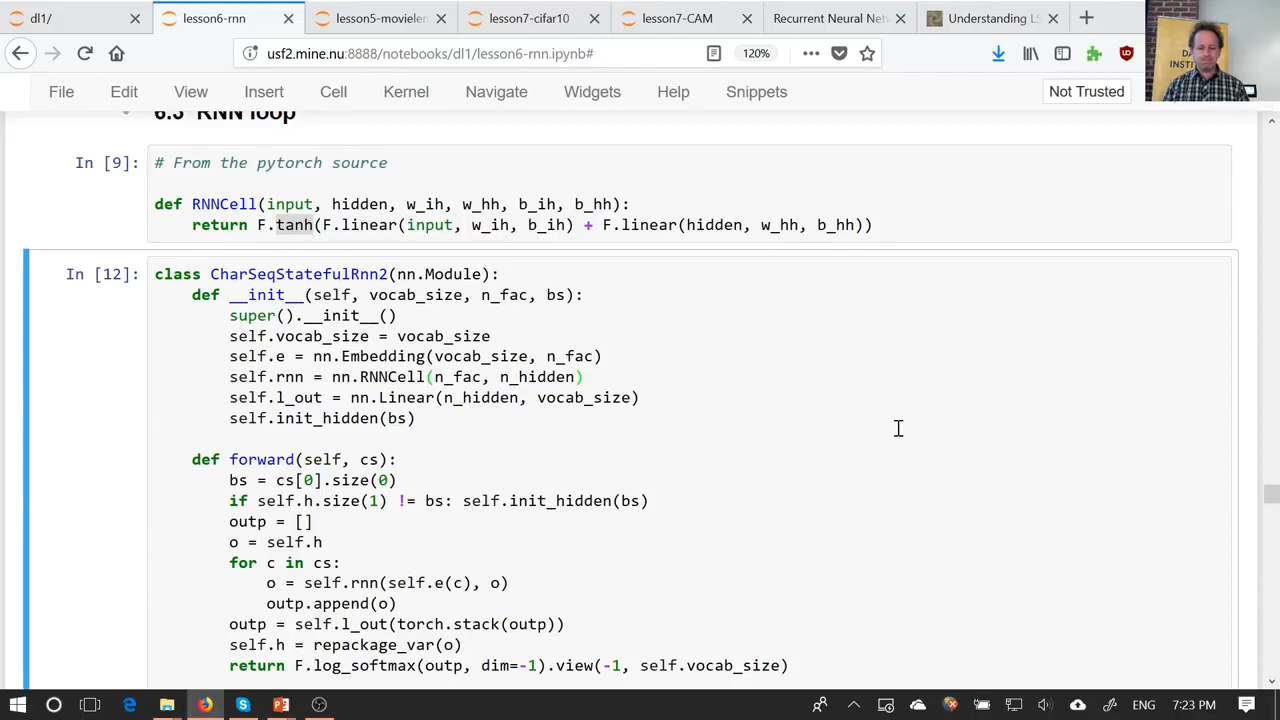 dl1/
lesson6-rnn
lesson5-movielen
lesson7-cifar10
lesson7-CAM
Recurrent Neural Ne
Understanding LS
usf2.mine.nu:8888/notebooks/dl1/lesson6-rnn.ipynb#
120%
File Edit View Insert Cell Kernel Navigate Widgets Help Snippets
Not Trusted
6.3 RNN loop
In [9]:
# From the pytorch source
def RNNCell(input, hidden, w_ih, w_hh, b_ih, b_hh):
return F.tanh(F.linear(input, w_ih, b_ih) + F.linear(hidden, w_hh, b_hh))
In [12]:
class CharSeqStatefulRnn2(nn.Module):
def __init__(self, vocab_size, n_fac, bs):
super().__init__()
self.vocab_size = vocab_size
self.e = nn.Embedding(vocab_size, n_fac)
self.rnn = nn.RNNCell(n_fac, n_hidden)
self.l_out = nn.Linear(n_hidden, vocab_size)
self.init_hidden(bs)
def forward(self, cs):
bs = cs[0].size(0)
if self.h.size(1) != bs: self.init_hidden(bs)
outp = []
o = self.h
for c in cs:
o = self.rnn(self.e(c), o)
outp.append(o)
outp = self.l_out(torch.stack(outp))
self.h = repackage_var(o)
return F.log_softmax(outp, dim=-1).view(-1, self.vocab_size)
ENG
7:23 PM